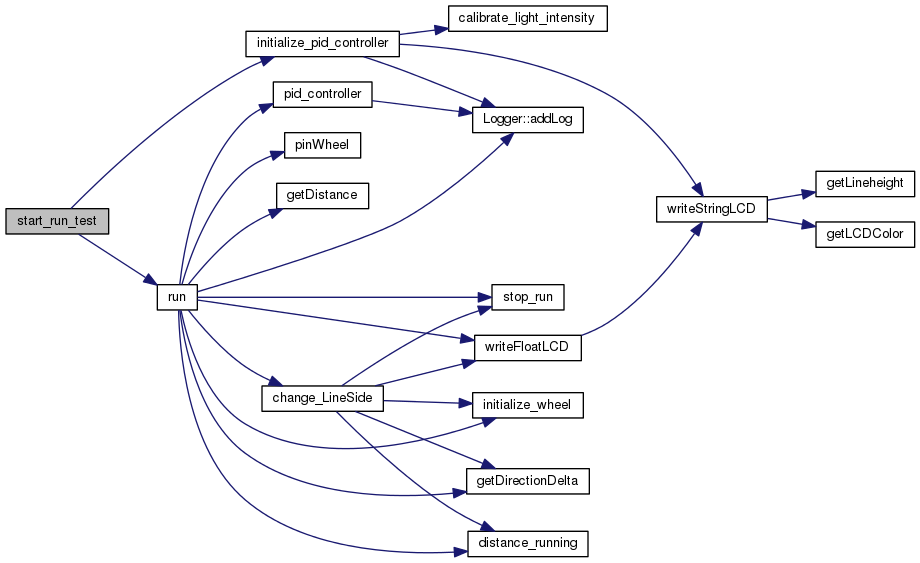 calibrate_light_intensity
initialize_pid_controller
pid_controller
Logger::addLog
pinWheel
getDistance
getLineheight
writeStringLCD
start_run_test
getLCDColor
run
stop_run
writeFloatLCD
change_LineSide
initialize_wheel
getDirectionDelta
distance_running